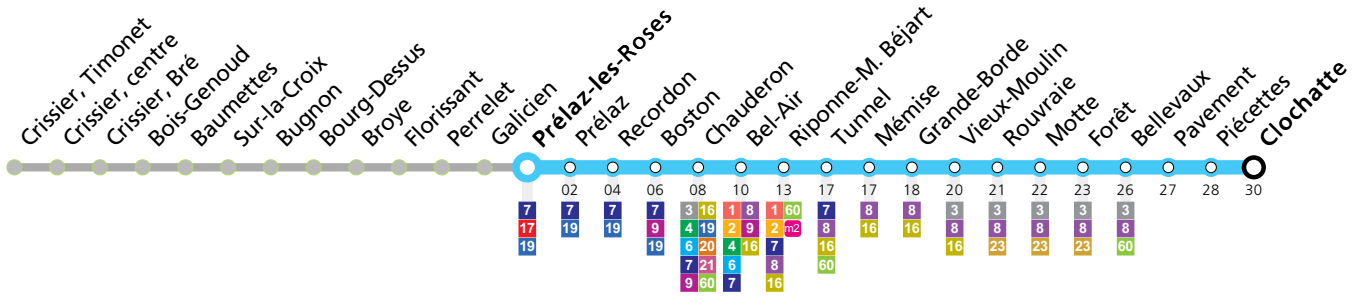 Crissier, Timonet
Crissier, centre
Crissier, Bré
Bois-Genoud
Baumettes
Sur-la-Croix
Bugnon
Bourg-Dessus
Broye
Florissant
Perrelet
Galicien
Prélaz-les-Roses
Prélaz
Recordon
Boston
Chauderon
Bel-Air
Riponne-M. Béjart
Tunnel
Mémise
Grande-Borde
Vieux-Moulin
Rouvraie
Motte
Forêt
Bellevaux
Pavement
Piécettes
Clochatte
02 04 06 08 10 13 17 17 18 20 21 22 23 26 27 28 30
7 7 7 7 3 16 1 8 1 60 7 8 8 3 3 3 3 3
17 19 19 9 4 19 2 9 2 m2 8 16 16 8 8 8 8 8
19 19 6 20 4 16 7 16 16 23 23 23 60
7 21 6 8 60
9 60 7 16